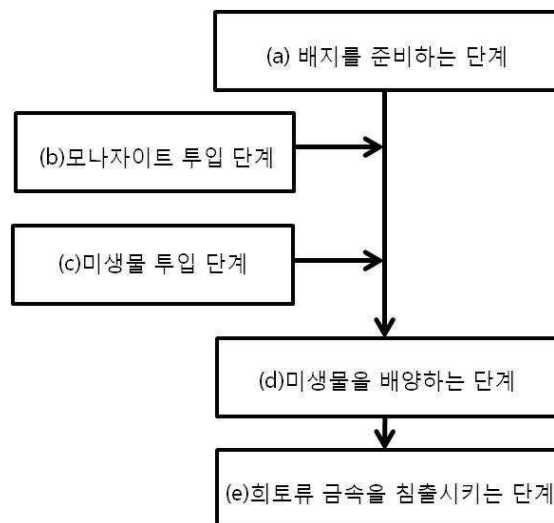 (a) 배지를 준비하는 단계
(b)모나자이트 투입 단계
(c)미생물 투입 단계
(d)미생물을 배양하는 단계
(e)희토류 금속을 침출시키는 단계